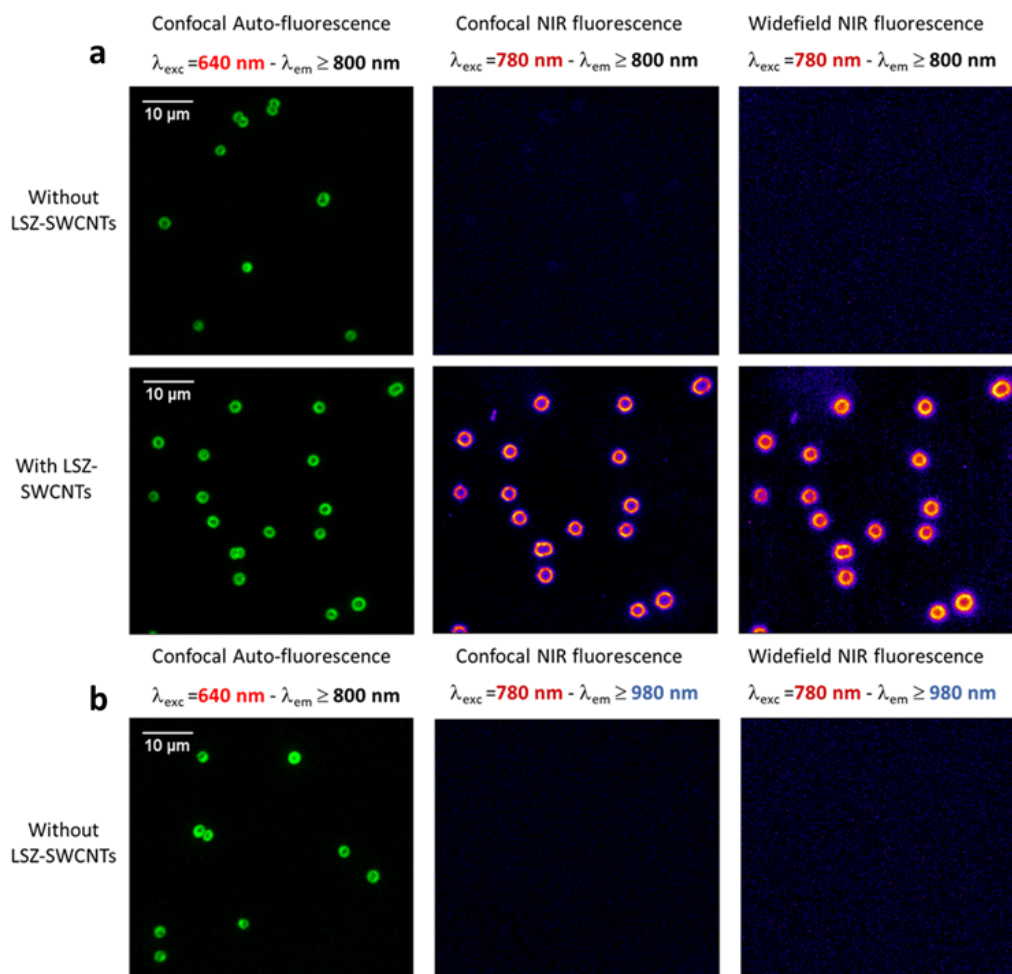 Confocal Auto-fluorescence
Confocal NIR fluorescence
Widefield NIR fluorescence
a
λexc =640 nm - λem ≥ 800 nm
λexc =780 nm - λem ≥ 800 nm
λexc =780 nm - λem ≥ 800 nm
10 µm
Without
LSZ-SWCNTs
10 µm
With LSZ-
SWCNTs
Confocal Auto-fluorescence
Confocal NIR fluorescence
Widefield NIR fluorescence
b
λexc =640 nm - λem ≥ 800 nm
λexc =780 nm - λem ≥ 980 nm
λexc =780 nm - λem ≥ 980 nm
10 µm
Without
LSZ-SWCNTs